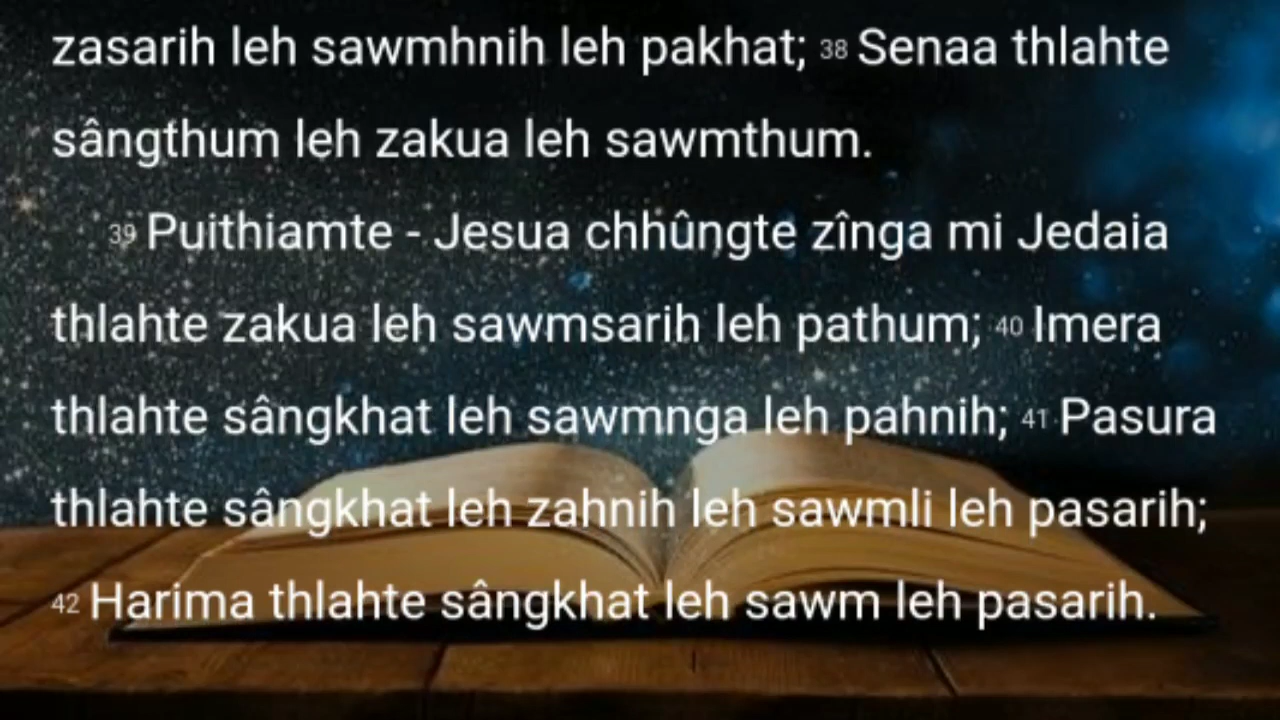 zasarih leh sawmhnih leh pakhat; 38 Senaa thlahte
sângthum leh zakua leh sawmthum.
39 Puithiamte - Jesua chhûngte zînga mi Jedaia
thlahte zakua leh sawmsarih leh pathum; 40 Imera
thlahte sângkhat leh sawmnga leh pahnih; 41 Pasura
thlahte sângkhat leh zahnih leh sawmli leh pasarih;
42 Harima thlahte sângkhat leh sawm leh pasarih.